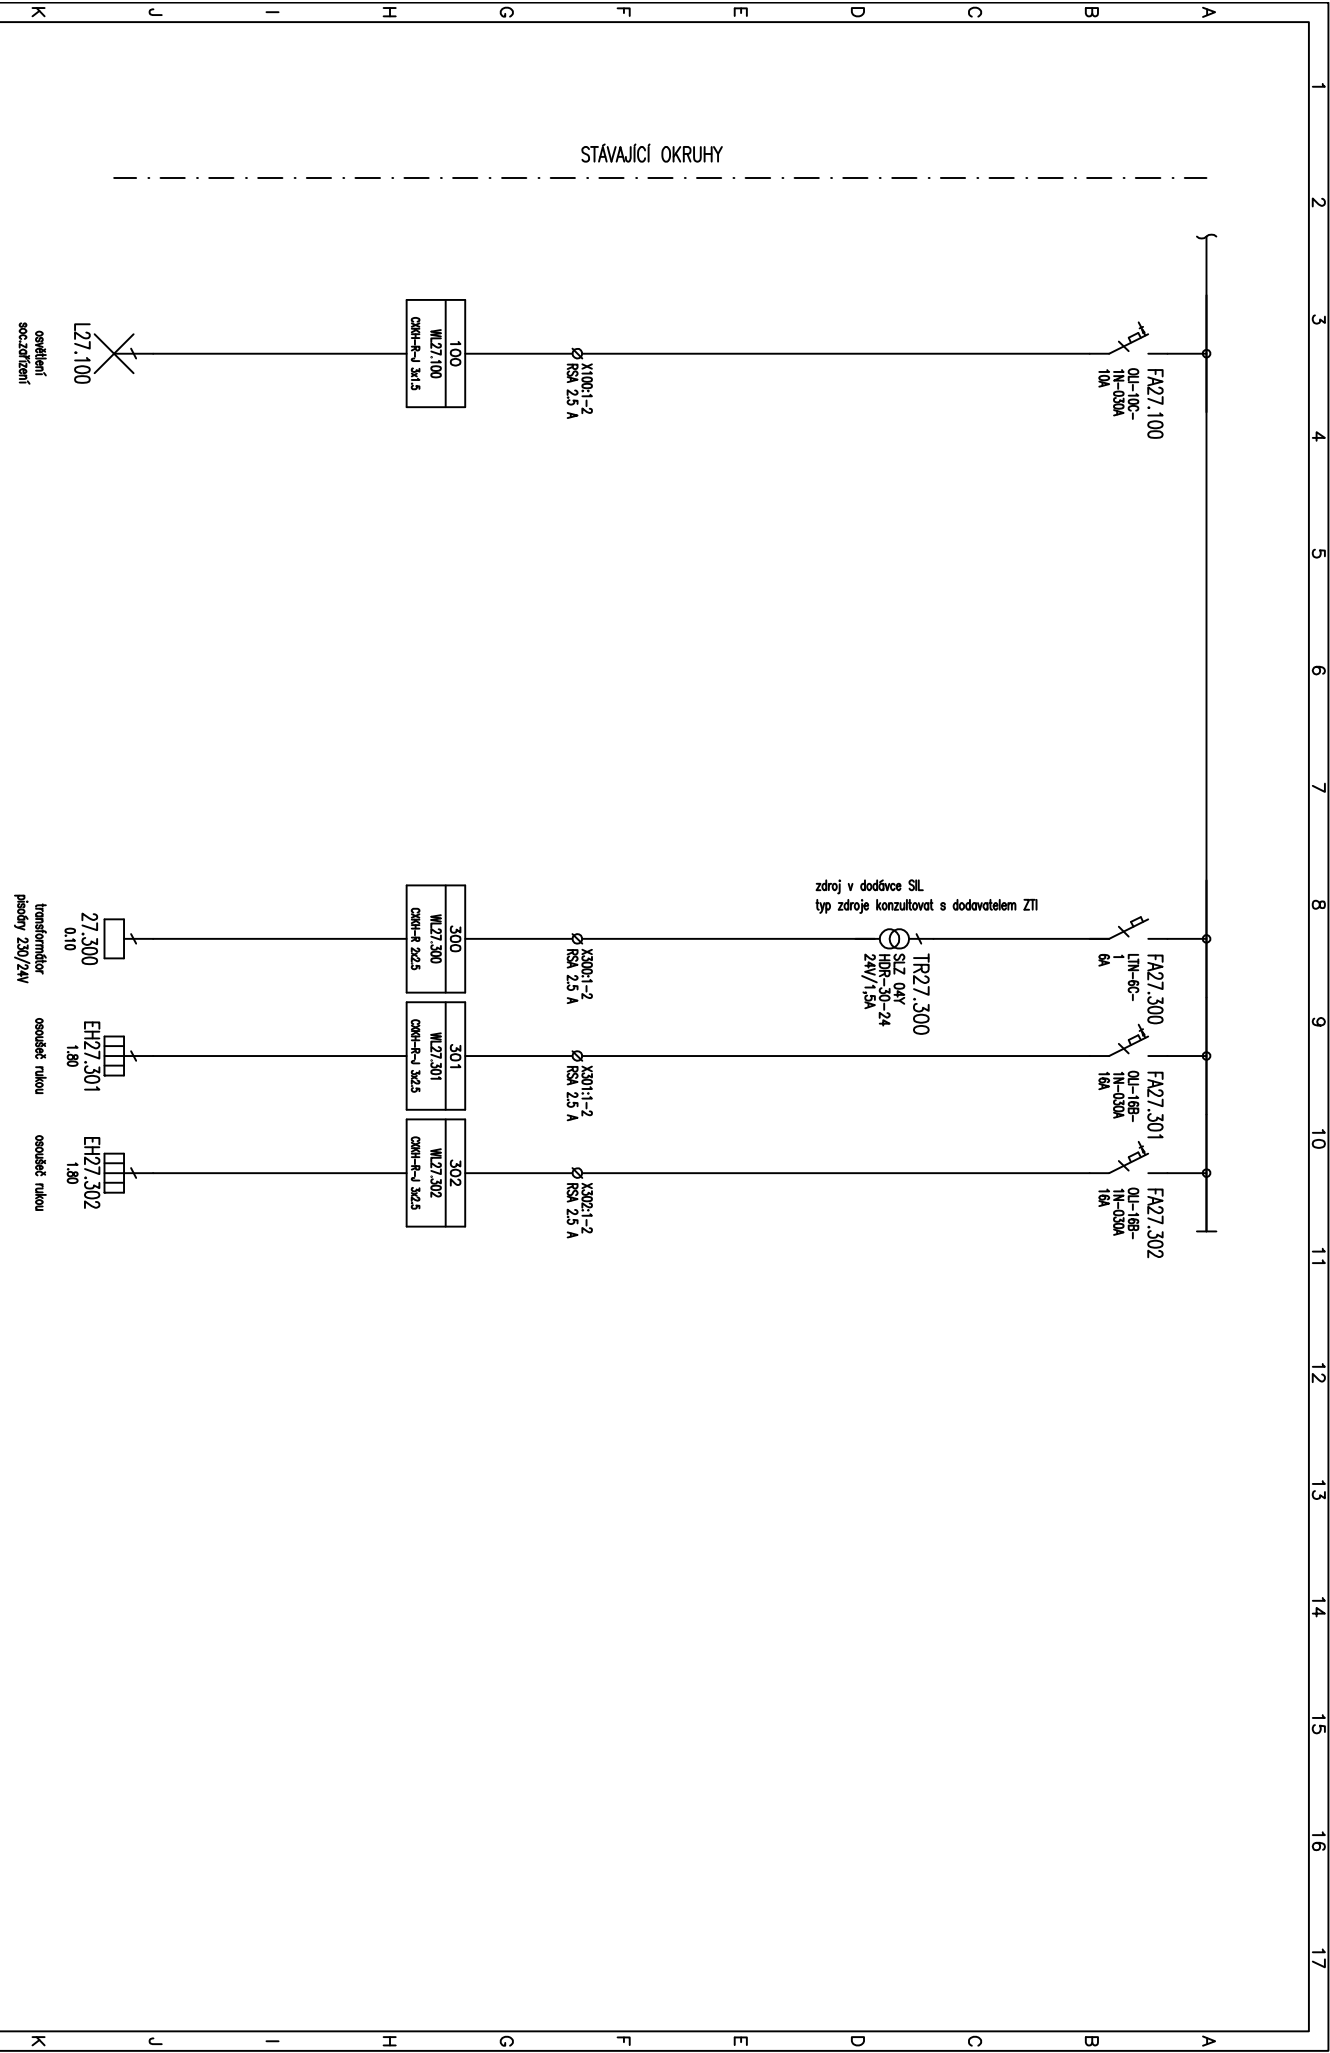 1
2
3
4
5
6
7
8
9
10
11
12
13
14
15
16
17
A
B
C
D
E
F
G
H
I
J
K
A
B
C
D
E
F
G
H
I
J
K
STÁVAJÍCÍ OKRUHY
FA27.100
OLI-10C-
1N-030A
10A
X100:1-2
RSA 2.5 A
100
WL27.100
CXKH-R-J 3x1.5
L27.100
osvětlení
soc.zařízení
FA27.300
LTN-6C-
1
6A
zdroj v dodávce SIL
typ zdroje konzultovat s dodavatelem ZTI
TR27.300
SLZ 04Y
HDR-30-24
24V/1,5A
X300:1-2
RSA 2.5 A
300
WL27.300
CXKH-R 2x2.5
27.300
0.10
transformátor
pisoáry 230/24V
FA27.301
OLI-16B-
1N-030A
16A
X301:1-2
RSA 2.5 A
301
WL27.301
CXKH-R-J 3x2.5
EH27.301
1.80
osoušeč rukou
FA27.302
OLI-16B-
1N-030A
16A
X302:1-2
RSA 2.5 A
302
WL27.302
CXKH-R-J 3x2.5
EH27.302
1.80
osoušeč rukou